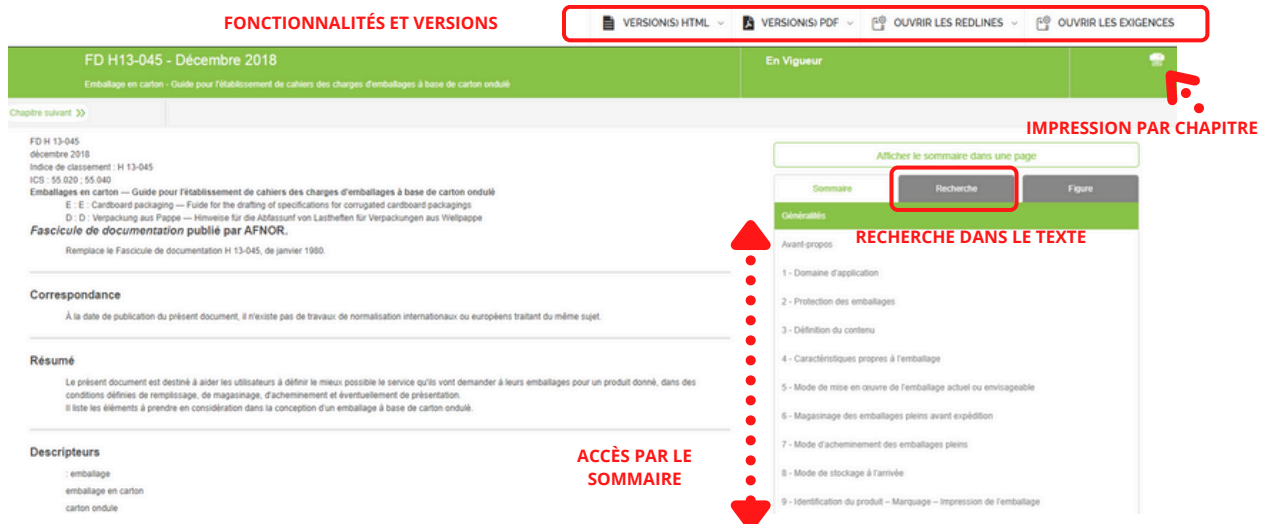 FONCTIONNALITÉS ET VERSIONS
VERSION(S) HTML
VERSION(S) PDF
OUVRIR LES REDLINES
OUVRIR LES EXIGENCES
FD H13-045 - Décembre 2018
En Vigueur
Emballage en carton - Guide pour l'établissement de cahiers des charges d'emballages à base de carton ondulé
Chapitre suivant
IMPRESSION PAR CHAPITRE
FD H 13-045
décembre 2018
Indice de classement : H 13-045
ICS : 55.020 ; 55.040
Emballages en carton — Guide pour l'établissement de cahiers des charges d'emballages à base de carton ondulé
E : E : Cardboard packaging — Fuide for the drafting of specifications for corrugated cardboard packagings
D : D : Verpackung aus Pappe — Hinweise für die Abfassunf von Lastheften für Verpackungen aus Wellpappe
Fascicule de documentation publié par AFNOR.
Remplace le Fascicule de documentation H 13-045, de janvier 1980.
Correspondance
À la date de publication du présent document, il n'existe pas de travaux de normalisation internationaux ou européens traitant du même sujet.
Résumé
Le présent document est destiné à aider les utilisateurs à définir le mieux possible le service qu'ils vont demander à leurs emballages pour un produit donné, dans des
conditions définies de remplissage, de magasinage, d'acheminement et éventuellement de présentation.
Il liste les éléments à prendre en considération dans la conception d'un emballage à base de carton ondulé.
Descripteurs
: emballage
emballage en carton
carton ondule
ACCÈS PAR LE
SOMMAIRE
Afficher le sommaire dans une page
Sommaire
Recherche
Figure
Généralités
RECHERCHE DANS LE TEXTE
Avant-propos
1 - Domaine d'application
2 - Protection des emballages
3 - Définition du contenu
4 - Caractéristiques propres à l'emballage
5 - Mode de mise en œuvre de l'emballage actuel ou envisageable
6 - Magasinage des emballages pleins avant expédition
7 - Mode d'acheminement des emballages pleins
8 - Mode de stockage à l'arrivée
9 - Identification du produit – Marquage – Impression de l'emballage